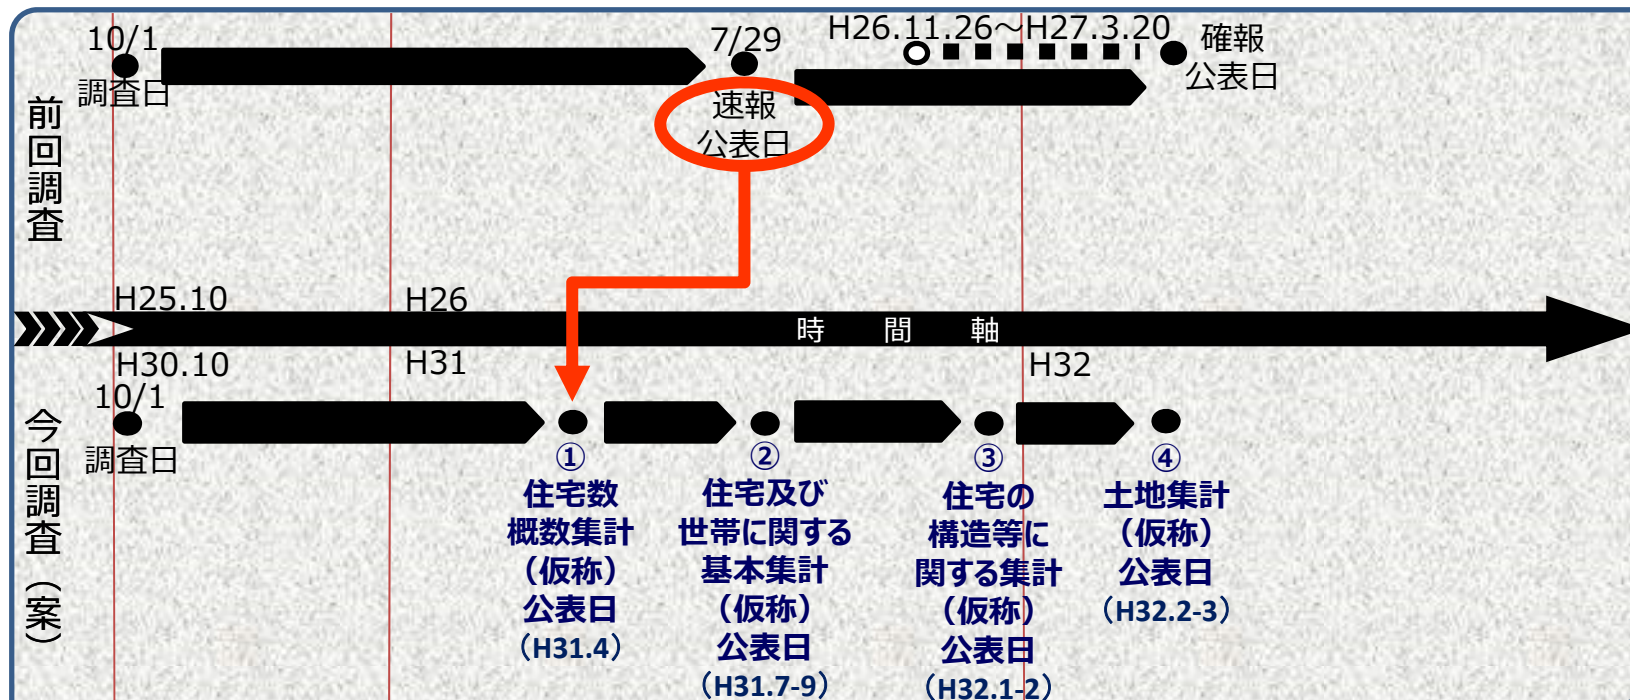 前回調査
10/1
調査日
7/29
速報
公表日
H26.11.26～H27.3.20
確報
公表日
H25.10
H26
時　間　軸
H30.10
H31
H32
今回調査（案）
10/1
調査日
①
住宅数
概数集計
（仮称）
公表日
（H31.4）
②
住宅及び
世帯に関する
基本集計
（仮称）
公表日
（H31.7-9）
③
住宅の
構造等に
関する集計
（仮称）
公表日
（H32.1-2）
④
土地集計
（仮称）
公表日
（H32.2-3）